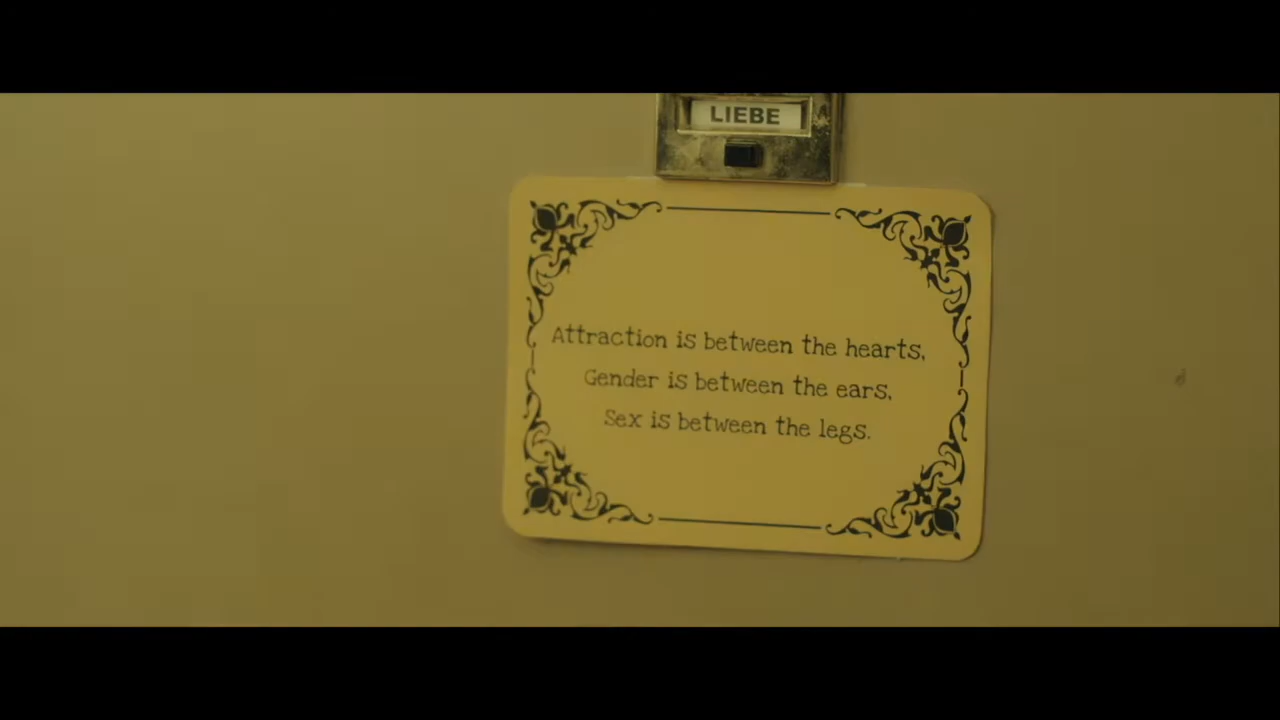 LIEBE
Attraction is between the hearts,
Gender is between the ears,
Sex is between the legs.